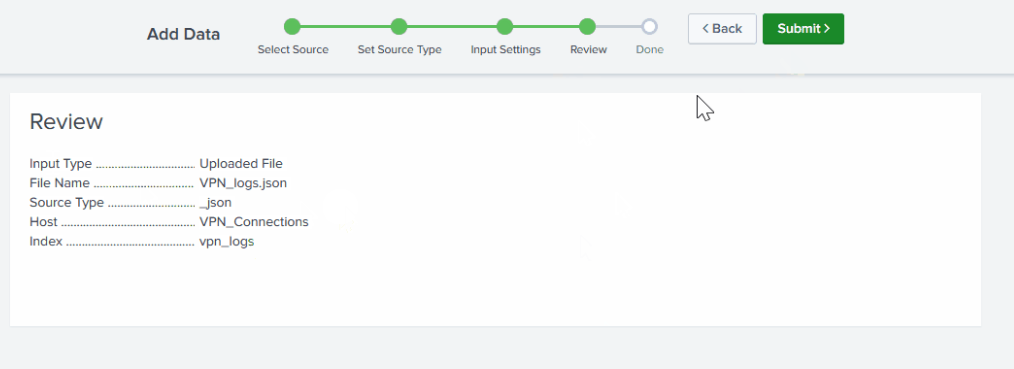 Add Data
Select Source
Set Source Type
Input Settings
Review
Done
< Back
Submit >
Review
Input Type ................................ Uploaded File
File Name ................................ VPN_logs.json
Source Type ............................ _json
Host .......................................... VPN_Connections
Index ........................................ vpn_logs